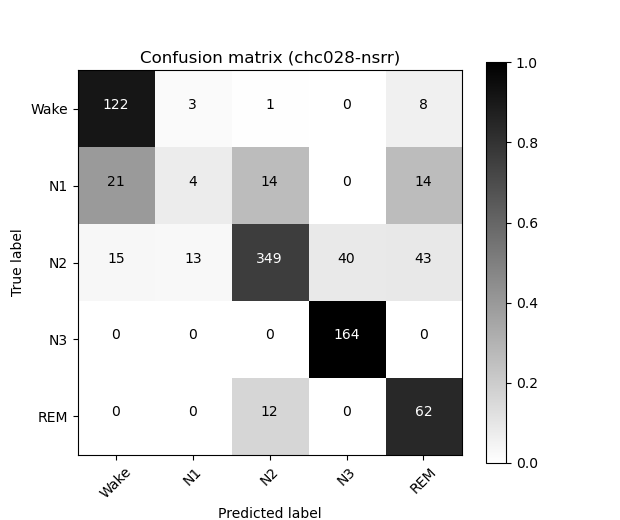 Confusion matrix (chc028-nsrr)
True label
Wake 122 3 1 0 8
N1 21 4 14 0 14
N2 15 13 349 40 43
N3 0 0 0 164 0
REM 0 0 12 0 62
Wake N1 N2 N3 REM
Predicted label
1.0
0.8
0.6
0.4
0.2
0.0